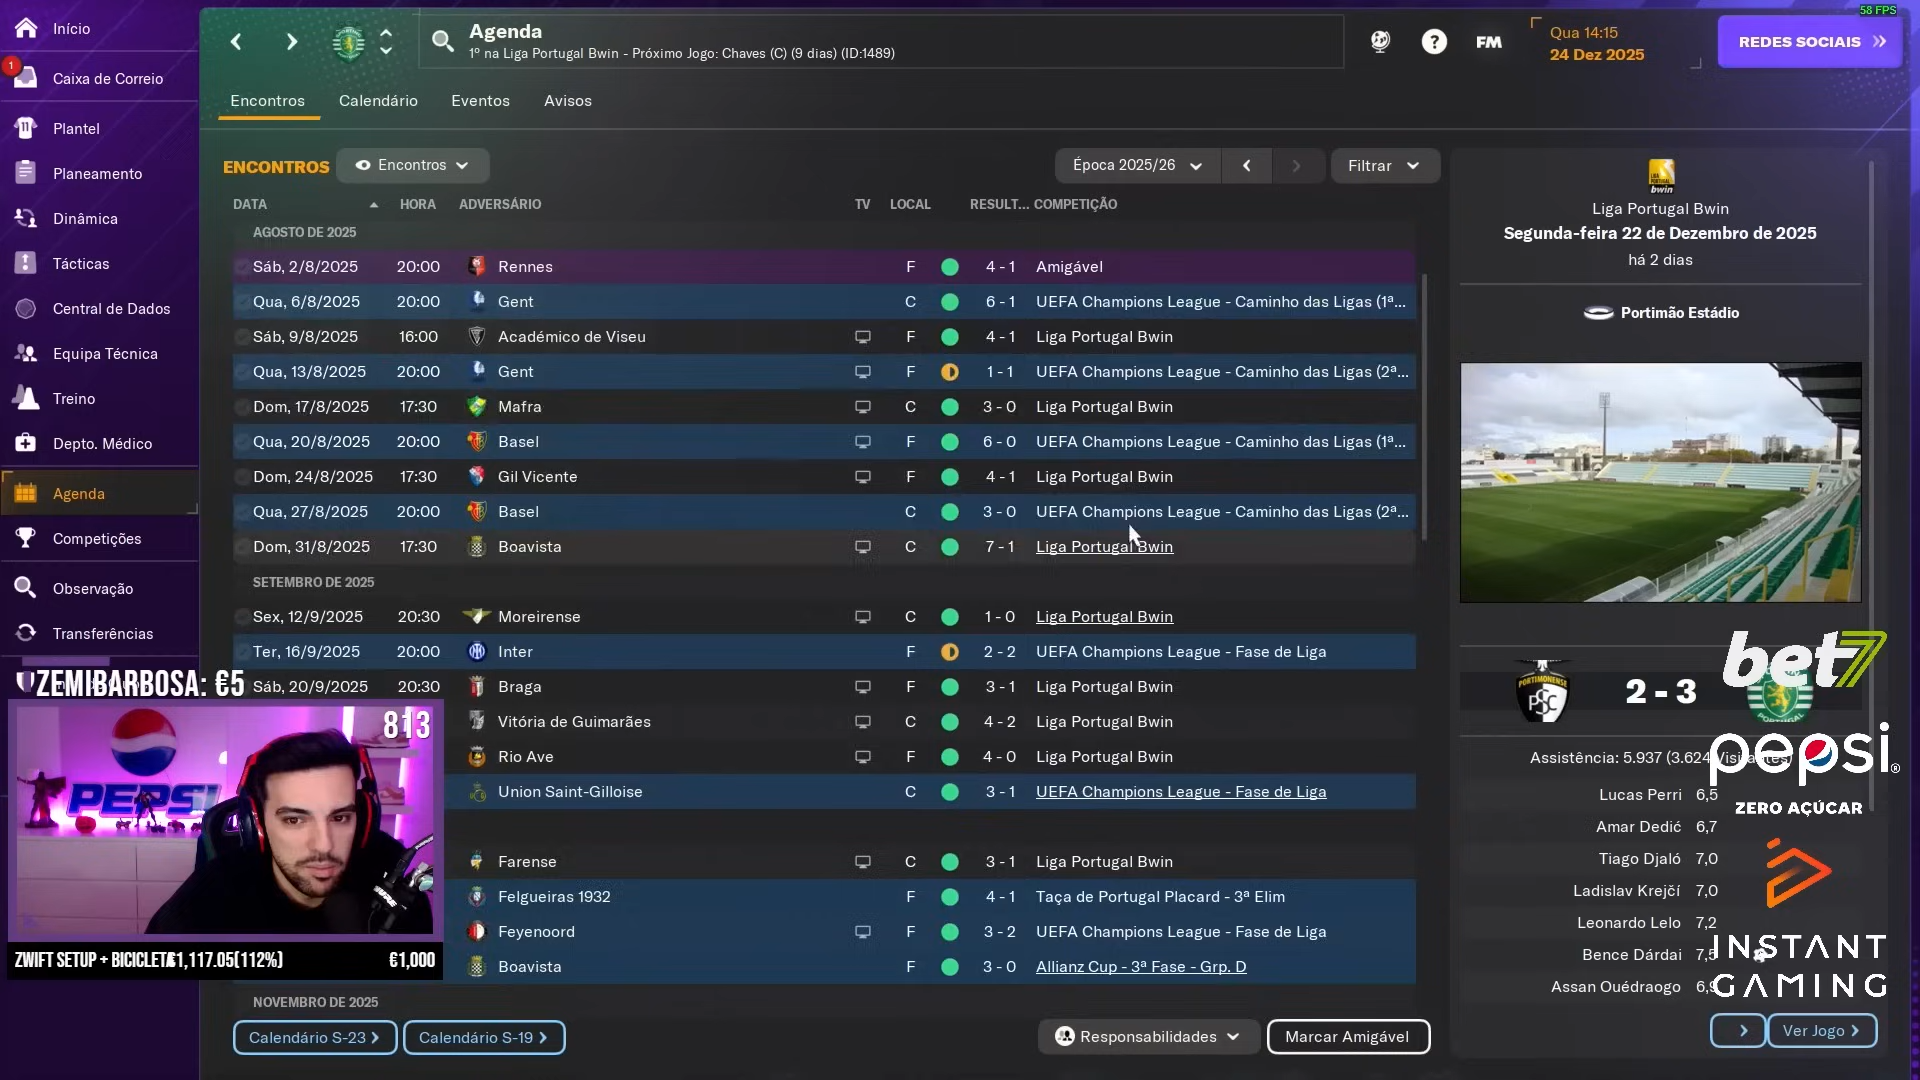 58 FPS
Início
Agenda
1º na Liga Portugal Bwin - Próximo Jogo: Chaves (C) (9 dias) (ID:1489)
FM
Qua 14:15
24 Dez 2025
REDES SOCIAIS
1
Caixa de Correio
Encontros Calendário Eventos Avisos
Plantel
Planeamento
Dinâmica
Tácticas
Central de Dados
Equipa Técnica
Treino
Depto. Médico
Agenda
Competições
Observação
Transferências
ENCONTROS Encontros Época 2025/26 Filtrar
DATA HORA ADVERSÁRIO TV LOCAL RESULT... COMPETIÇÃO
AGOSTO DE 2025
Sáb, 2/8/2025 20:00 Rennes F 4 - 1 Amigável
Qua, 6/8/2025 20:00 Gent C 6 - 1 UEFA Champions League - Caminho das Ligas (1ª...
Sáb, 9/8/2025 16:00 Académico de Viseu F 4 - 1 Liga Portugal Bwin
Qua, 13/8/2025 20:00 Gent F 1 - 1 UEFA Champions League - Caminho das Ligas (2ª...
Dom, 17/8/2025 17:30 Mafra C 3 - 0 Liga Portugal Bwin
Qua, 20/8/2025 20:00 Basel F 6 - 0 UEFA Champions League - Caminho das Ligas (1ª...
Dom, 24/8/2025 17:30 Gil Vicente F 4 - 1 Liga Portugal Bwin
Qua, 27/8/2025 20:00 Basel C 3 - 0 UEFA Champions League - Caminho das Ligas (2ª...
Dom, 31/8/2025 17:30 Boavista C 7 - 1 Liga Portugal Bwin
SETEMBRO DE 2025
Sex, 12/9/2025 20:30 Moreirense C 1 - 0 Liga Portugal Bwin
Ter, 16/9/2025 20:00 Inter F 2 - 2 UEFA Champions League - Fase de Liga
Sáb, 20/9/2025 20:30 Braga F 3 - 1 Liga Portugal Bwin
Vitória de Guimarães C 4 - 2 Liga Portugal Bwin
Rio Ave F 4 - 0 Liga Portugal Bwin
Union Saint-Gilloise C 3 - 1 UEFA Champions League - Fase de Liga
Farense C 3 - 1 Liga Portugal Bwin
Felgueiras 1932 F 4 - 1 Taça de Portugal Placard - 3ª Elim
Feyenoord F 3 - 2 UEFA Champions League - Fase de Liga
Boavista F 3 - 0 Allianz Cup - 3ª Fase - Grp. D
NOVEMBRO DE 2025
Calendário S-23 Calendário S-19 Responsabilidades Marcar Amigável
bwin
Liga Portugal Bwin
Segunda-feira 22 de Dezembro de 2025
há 2 dias
Portimão Estádio
PORTIMONENSE
PSC
2 - 3
PORTUGAL
Assistência: 5.937 (3.624
Lucas Perri 6,5
Amar Dedić 6,7
Tiago Djaló 7,0
Ladislav Krejčí 7,0
Leonardo Lelo 7,2
Bence Dárdai 7,5
Assan Ouédraogo
Ver Jogo
bet7
pepsi
ZERO AÇÚCAR
INSTANT
GAMING
ZEMIBARBOSA: €5
813
PEPSI
ZWIFT SETUP + BICICLETA €1,117.05(112%) €1,000